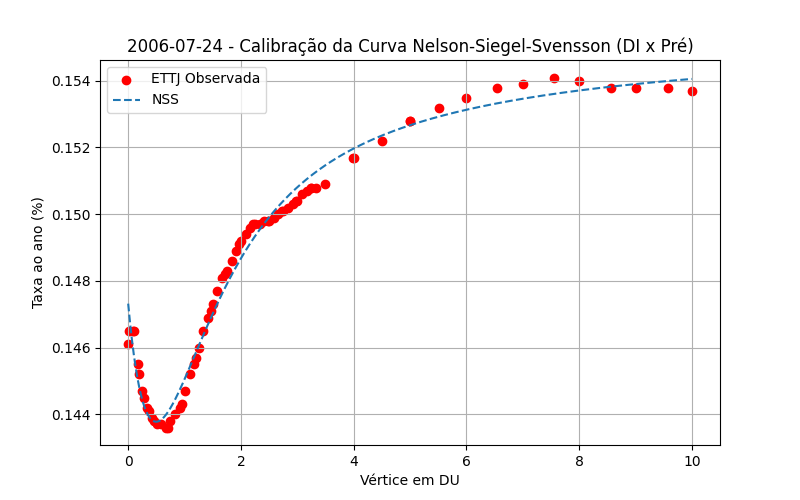 2006-07-24 - Calibração da Curva Nelson-Siegel-Svensson (DI x Pré)
ETTJ Observada
NSS
Taxa ao ano (%)
0.154
0.152
0.150
0.148
0.146
0.144
0 2 4 6 8 10
Vértice em DU